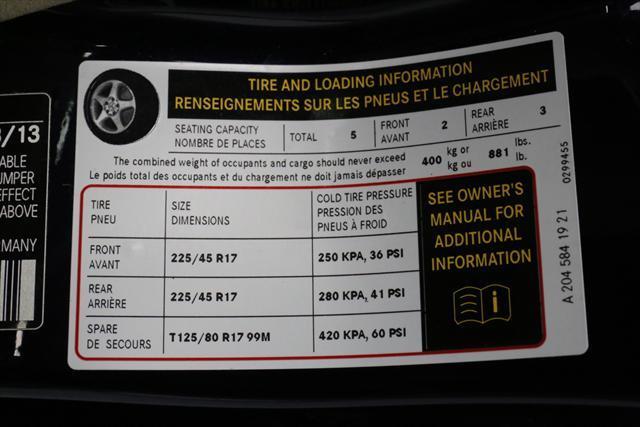 TIRE AND LOADING INFORMATION
RENSEIGNEMENTS SUR LES PNEUS ET LE CHARGEMENT
SEATING CAPACITY
NOMBRE DE PLACES
TOTAL 5
FRONT
AVANT 2
REAR
ARRIÈRE 3
The combined weight of occupants and cargo should never exceed
Le poids total des occupants et du chargement ne doit jamais dépasser
400 kg or 881 lbs.
kg ou lb.
TIRE
PNEU
SIZE
DIMENSIONS
COLD TIRE PRESSURE
PRESSION DES
PNEUS À FROID
FRONT
AVANT
225/45 R17
250 KPA, 36 PSI
REAR
ARRIÈRE
225/45 R17
280 KPA, 41 PSI
SPARE
DE SECOURS
T125/80 R17 99M
420 KPA, 60 PSI
SEE OWNER'S
MANUAL FOR
ADDITIONAL
INFORMATION
i
A 204 584 19 21
0299455
/13
ABLE
UMPER
EFFECT
ABOVE
RMANY